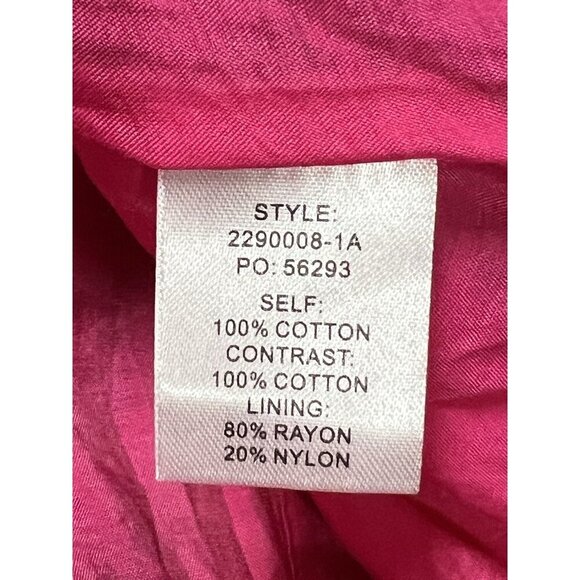 STYLE:
2290008-1A
PO: 56293
SELF:
100% COTTON
CONTRAST:
100% COTTON
LINING:
80% RAYON
20% NYLON